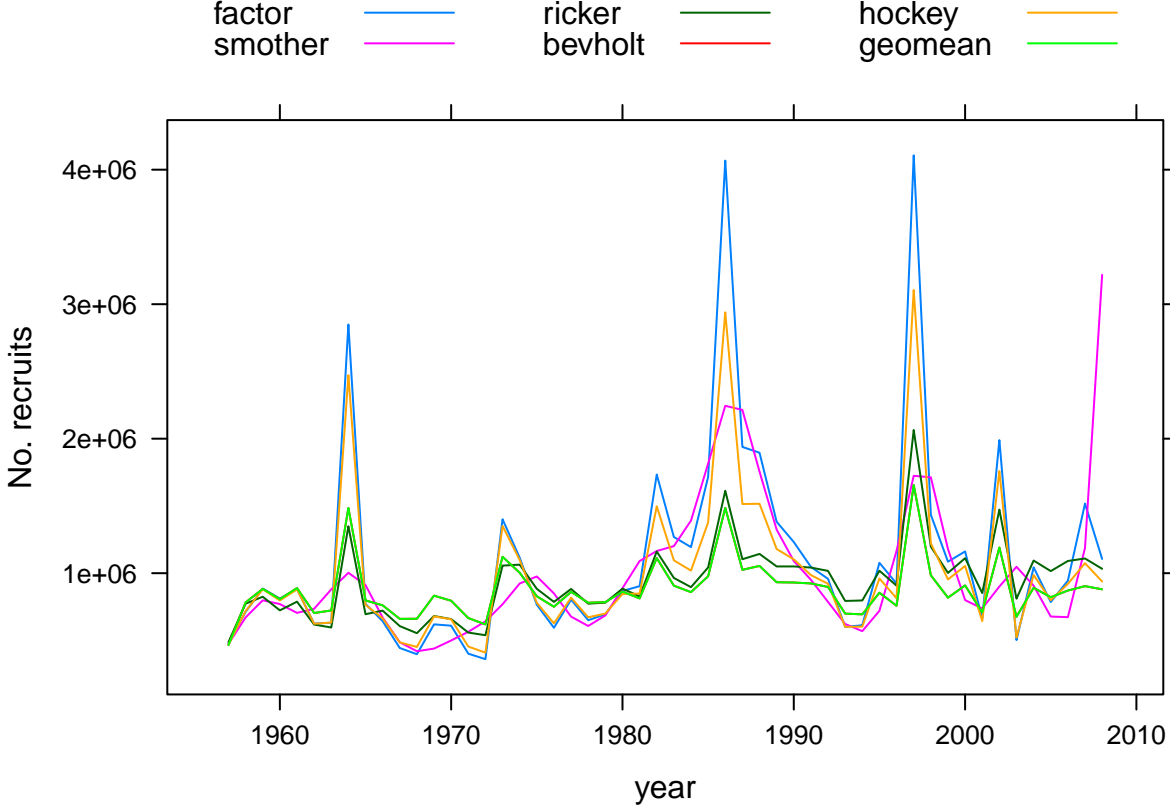 factor ricker hockey
smother bevholt geomean
4e+06
3e+06
2e+06
1e+06
No. recruits
1960 1970 1980 1990 2000 2010
year